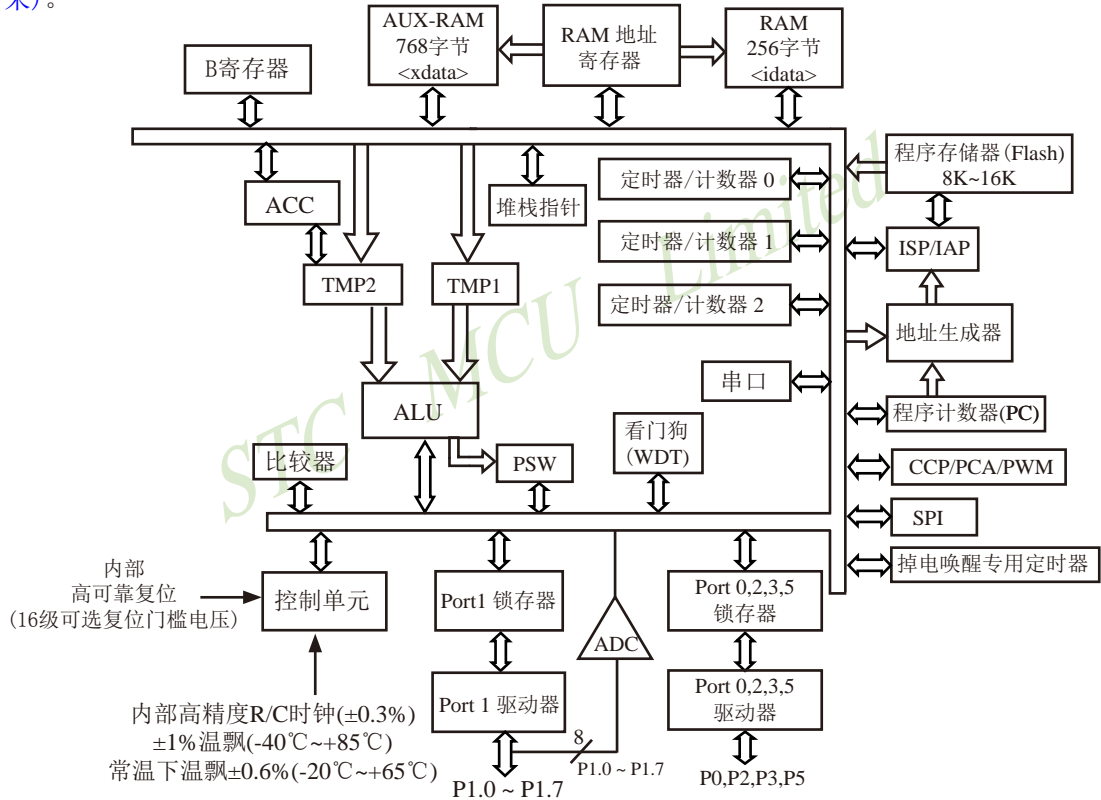 来)。
AUX-RAM
768字节
<xdata>
RAM 地址
寄存器
RAM
256字节
<idata>
B寄存器
程序存储器(Flash)
8K~16K
定时器/计数器 0
ACC
堆栈指针
定时器/计数器 1
ISP/IAP
TMP2
TMP1
定时器/计数器 2
地址生成器
串口
ALU
程序计数器(PC)
看门狗
(WDT)
比较器
PSW
CCP/PCA/PWM
SPI
掉电唤醒专用定时器
内部
高可靠复位
(16级可选复位门槛电压)
控制单元
Port1 锁存器
ADC
Port 0,2,3,5
锁存器
Port 1 驱动器
Port 0,2,3,5
驱动器
内部高精度R/C时钟(±0.3%)
±1%温飘(-40℃~+85℃)
常温下温飘±0.6%(-20℃~+65℃)
8
P1.0 ~ P1.7
P1.0 ~ P1.7
P0,P2,P3,P5
STC MCU Limited